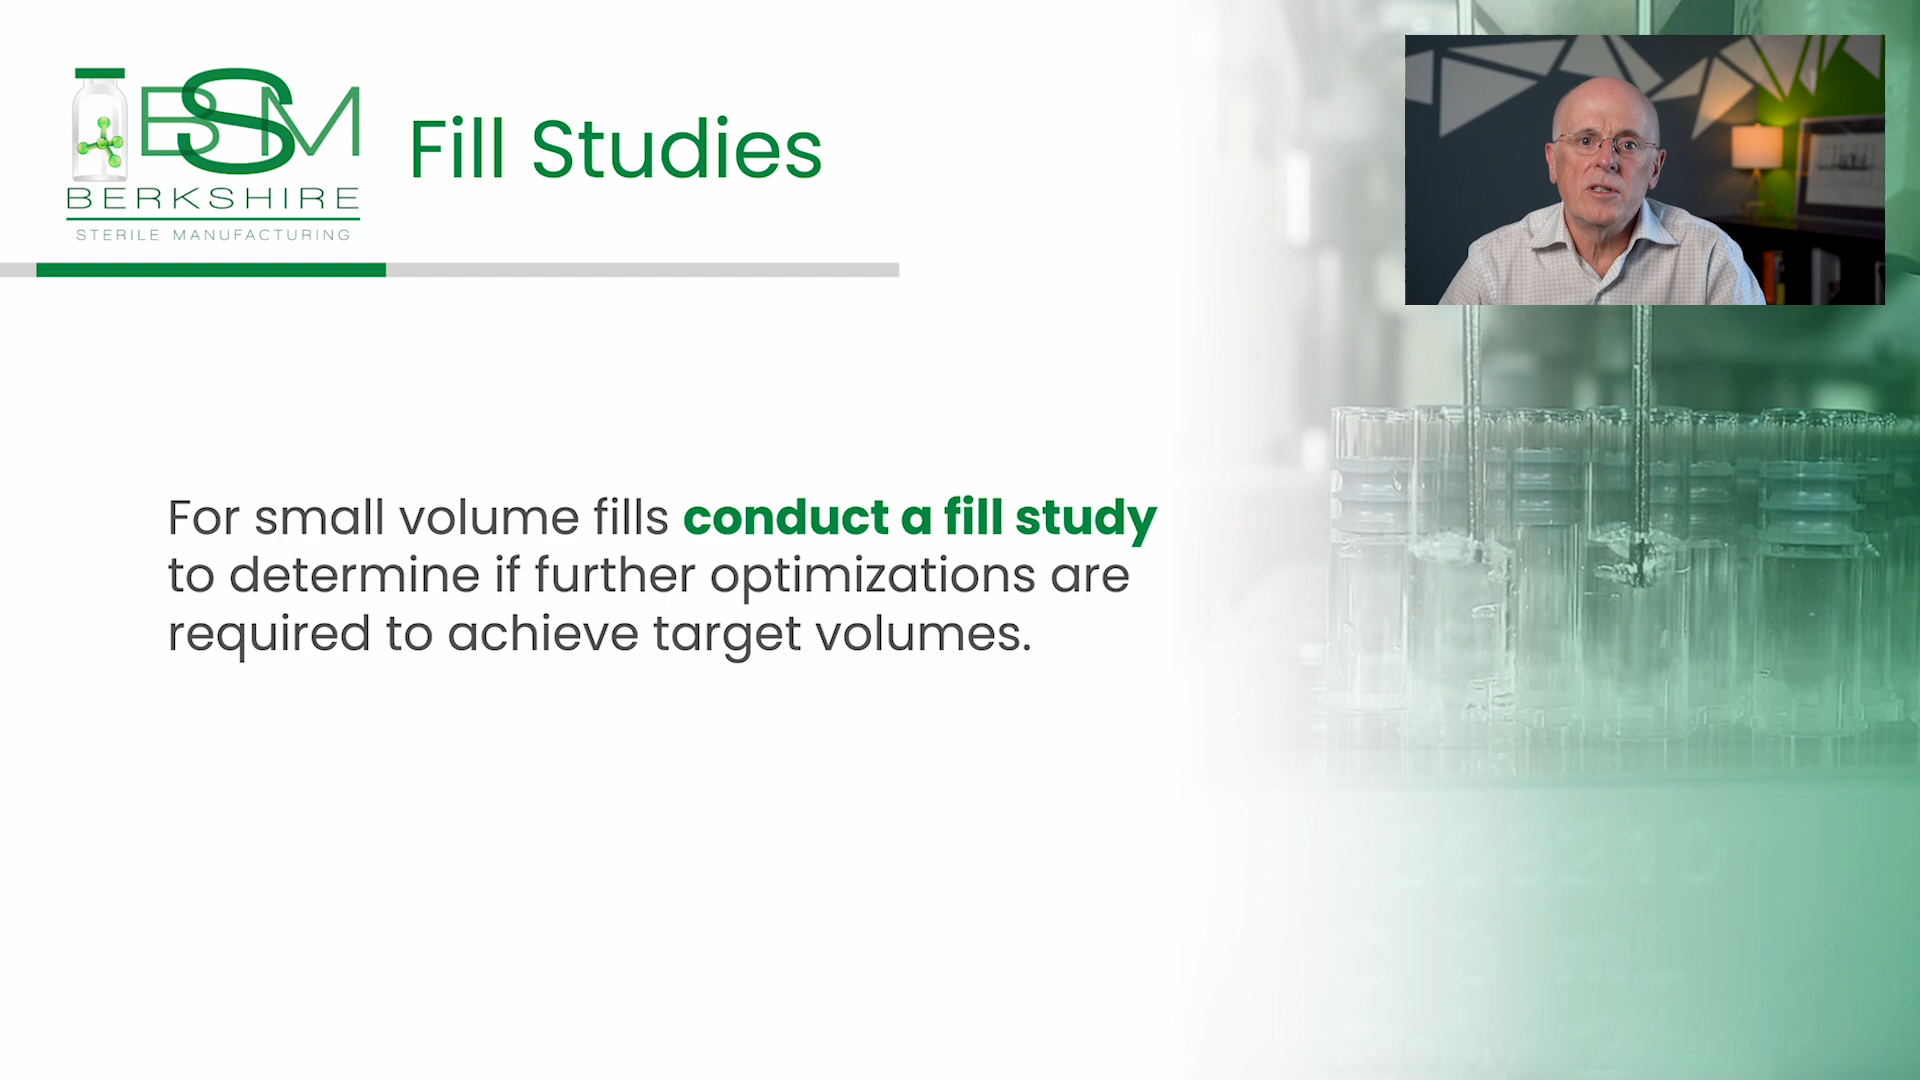 BSM
BERKSHIRE
STERILE MANUFACTURING
Fill Studies
For small volume fills conduct a fill study
to determine if further optimizations are
required to achieve target volumes.